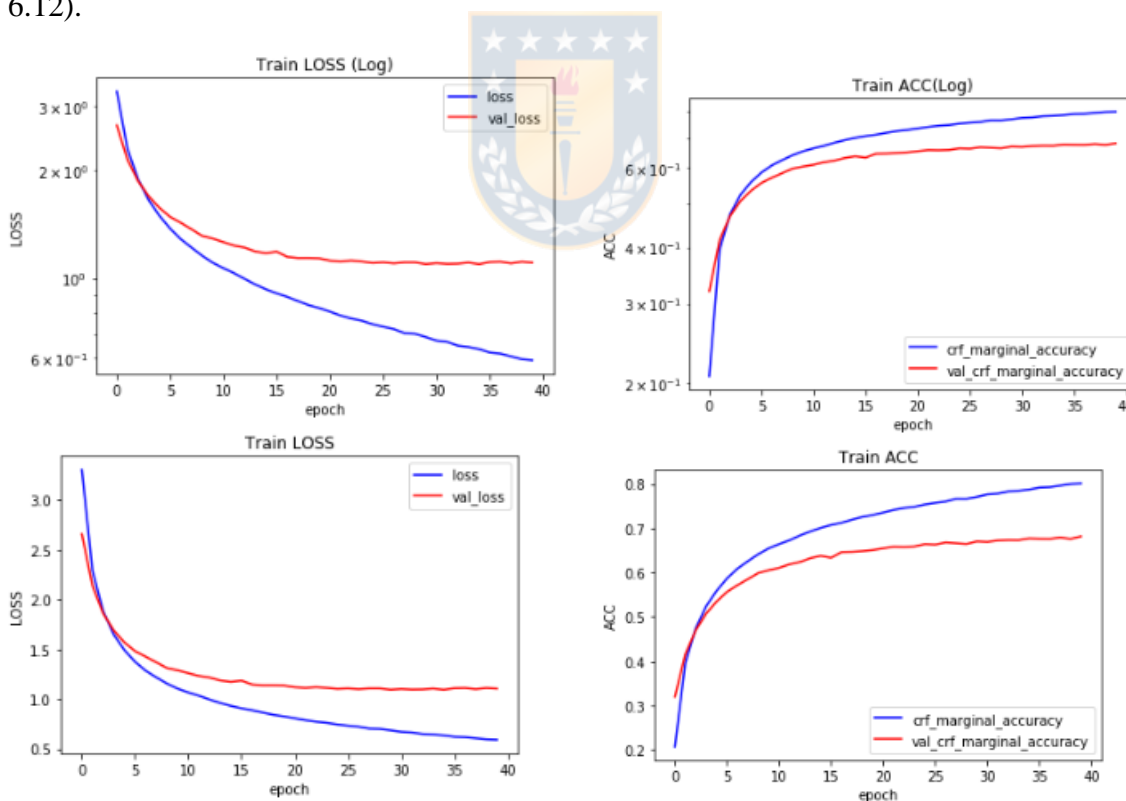 6.12).
Train LOSS (Log)
3 × 10⁰
2 × 10⁰
10⁰
6 × 10⁻¹
LOSS
loss
val_loss
0 5 10 15 20 25 30 35 40
epoch
Train ACC(Log)
6 × 10⁻¹
4 × 10⁻¹
3 × 10⁻¹
2 × 10⁻¹
ACC
crf_marginal_accuracy
val_crf_marginal_accuracy
0 5 10 15 20 25 30 35 40
epoch
Train LOSS
3.0
2.5
2.0
1.5
1.0
0.5
LOSS
loss
val_loss
0 5 10 15 20 25 30 35 40
epoch
Train ACC
0.8
0.7
0.6
0.5
0.4
0.3
0.2
ACC
crf_marginal_accuracy
val_crf_marginal_accuracy
0 5 10 15 20 25 30 35 40
epoch